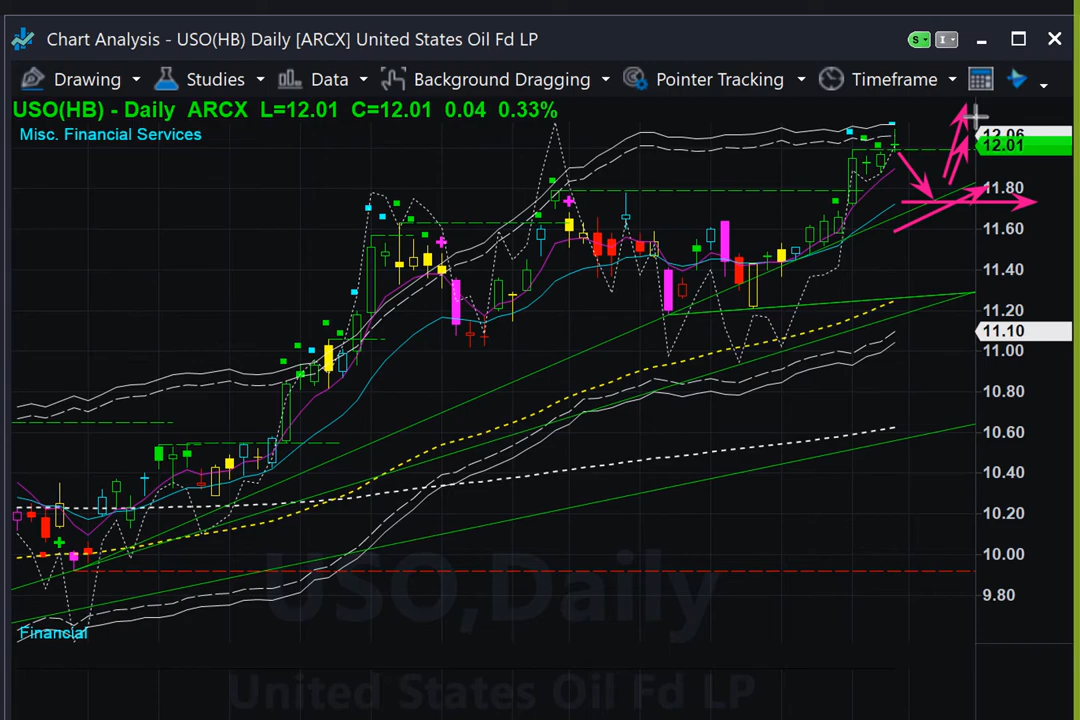 Chart Analysis - USO(HB) Daily [ARCX] United States Oil Fd LP
S
I
Drawing Studies Data Background Dragging Pointer Tracking Timeframe
USO(HB) - Daily ARCX L=12.01 C=12.01 0.04 0.33%
Misc. Financial Services
12.06
12.01
11.80
11.60
11.40
11.20
11.10
11.00
10.80
10.60
10.40
10.20
10.00
9.80
USO,Daily
Financial
United States Oil Fd LP